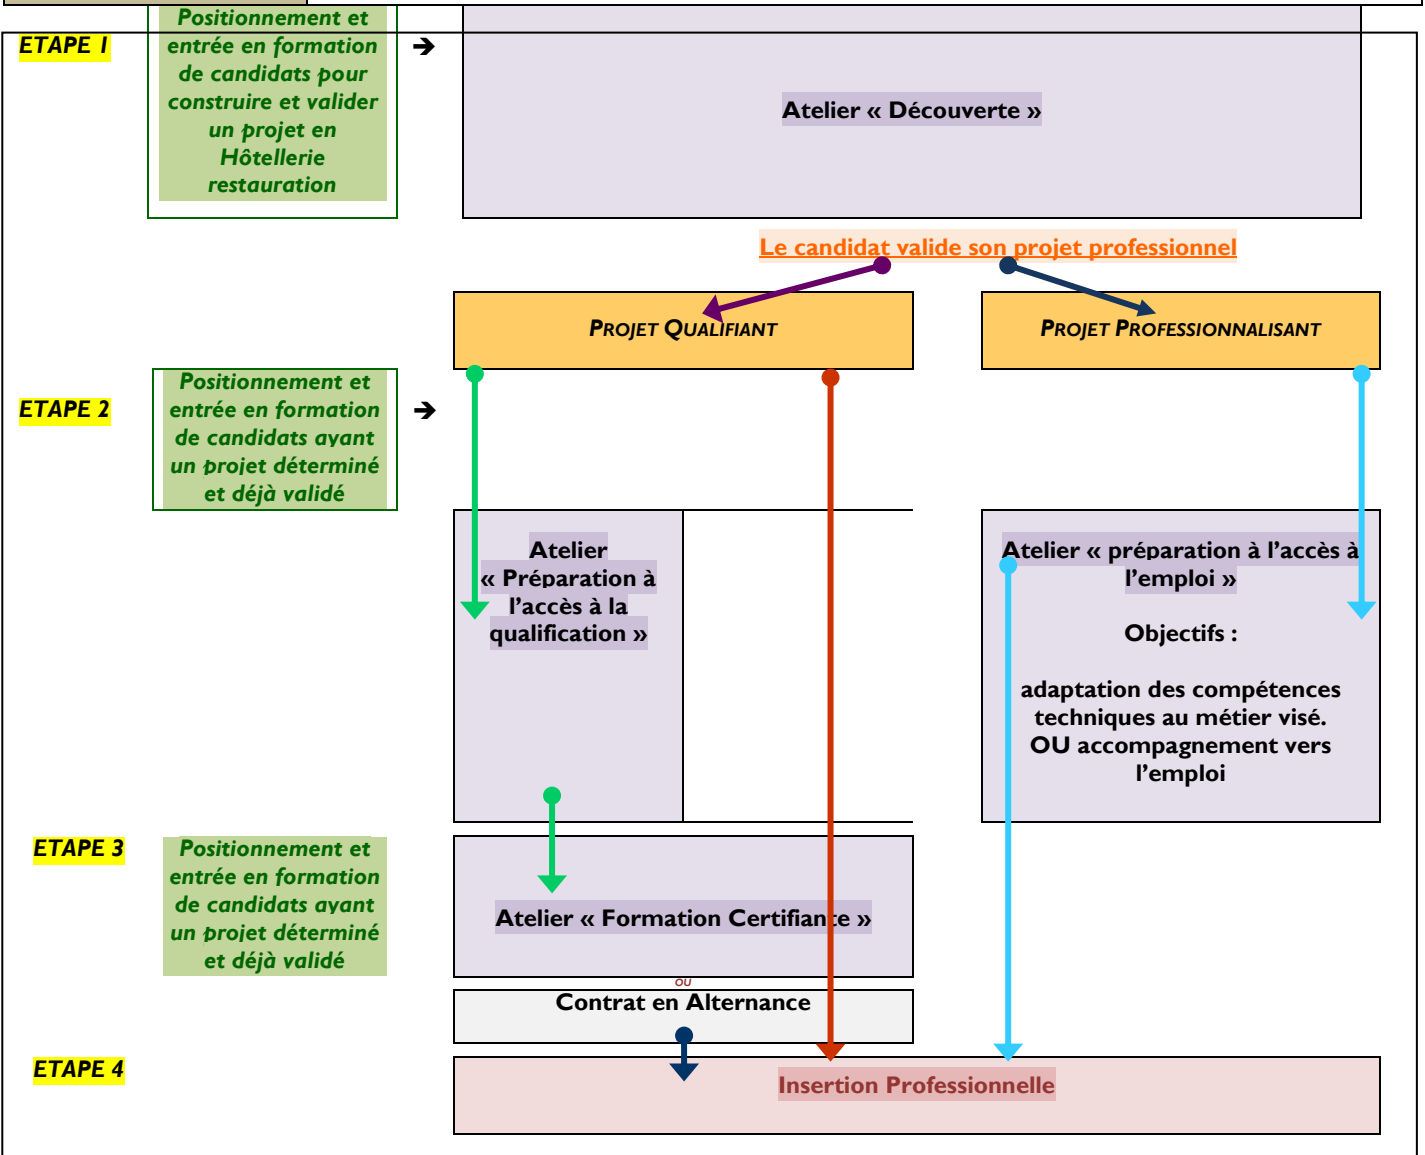 ETAPE 1
Positionnement et
entrée en formation
de candidats pour
construire et valider
un projet en
Hôtellerie
restauration
➔
Atelier « Découverte »
Le candidat valide son projet professionnel
PROJET QUALIFIANT
PROJET PROFESSIONNALISANT
ETAPE 2
Positionnement et
entrée en formation
de candidats ayant
un projet déterminé
et déjà validé
➔
Atelier
« Préparation à
l’accès à la
qualification »
Atelier « préparation à l’accès à
l’emploi »
Objectifs :
adaptation des compétences
techniques au métier visé.
OU accompagnement vers
l’emploi
ETAPE 3
Positionnement et
entrée en formation
de candidats ayant
un projet déterminé
et déjà validé
Atelier « Formation Certifiante »
OU
Contrat en Alternance
ETAPE 4
Insertion Professionnelle